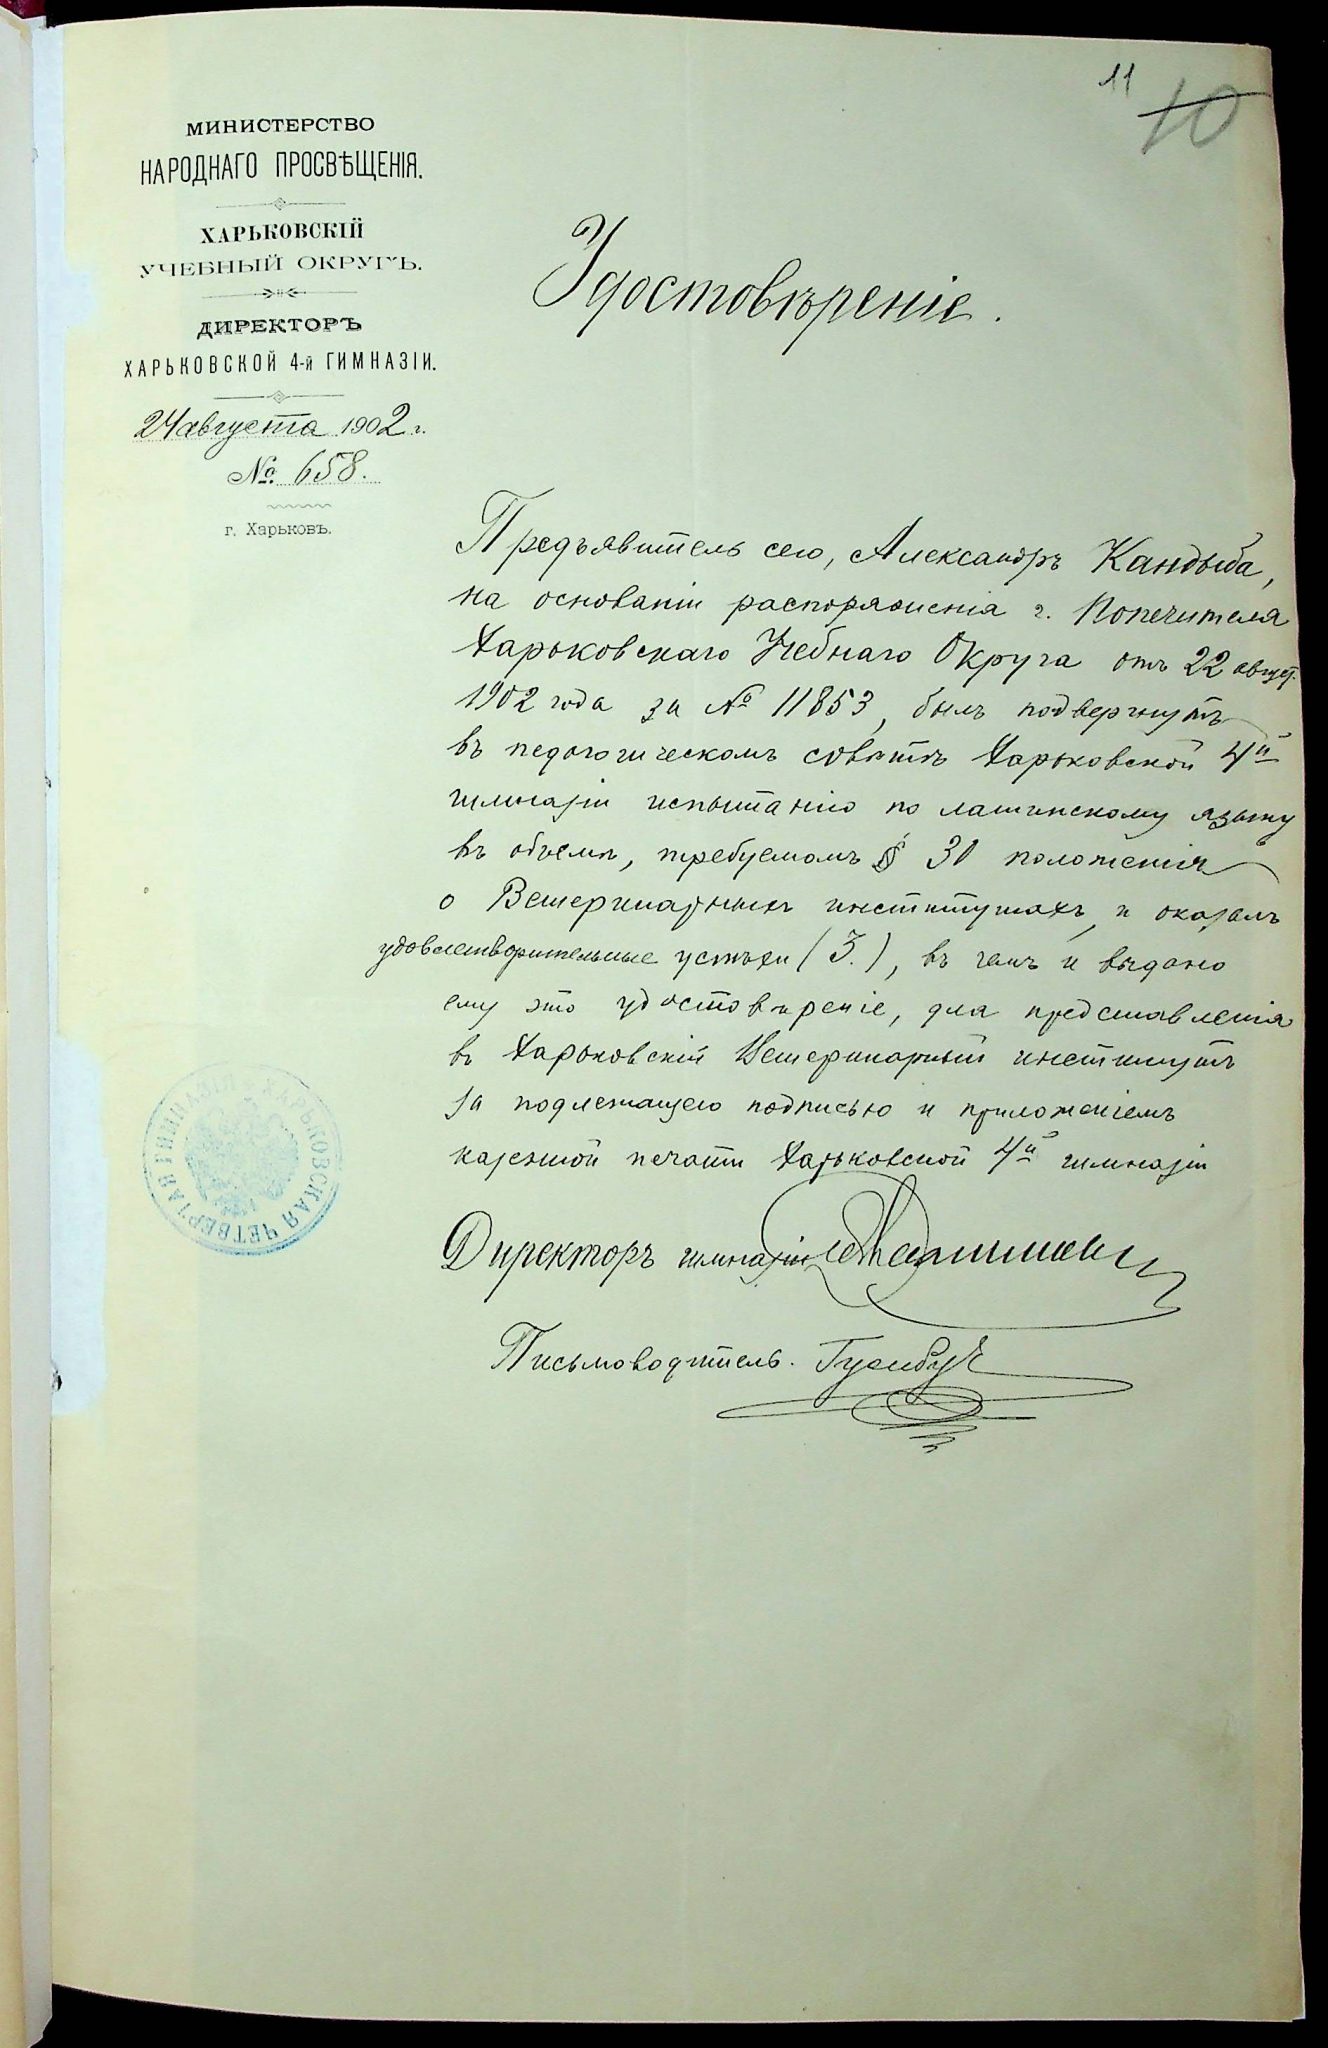 11
10
МИНИСТЕРСТВО
НАРОДНАГО ПРОСВѢЩЕНІЯ.
ХАРЬКОВСКІЙ
УЧЕБНЫЙ ОКРУГЪ.
ДИРЕКТОРЪ
ХАРЬКОВСКОЙ 4-й ГИМНАЗІИ.
24 августа 1902 г.
№ 658.
г. Харьковъ.
Удостовѣреніе.
Предъявитель сего, Александръ Кандыба,
на основаніи распоряженія г. Попечителя
Харьковскаго Учебнаго Округа отъ 22 август.
1902 года за № 11853, былъ подвергнутъ
въ педагогическомъ совѣтѣ Харьковской 4й
гимназіи испытанію по латинскому языку
въ объемѣ, требуемомъ § 30 положенія
о Ветеринарныхъ институтахъ, и оказалъ
удовлетворительные успѣхи (3.), въ чемъ и выдано
ему это удостовѣреніе, для представленія
въ Харьковскій Ветеринарный институтъ
за подлежащею подписью и приложеніемъ
казенной печати Харьковской 4й гимназіи
Директоръ гимназіи
Письмоводитель.
ХАРЬКОВСКАЯ ЧЕТВЕРТАЯ ГИМНАЗІЯ